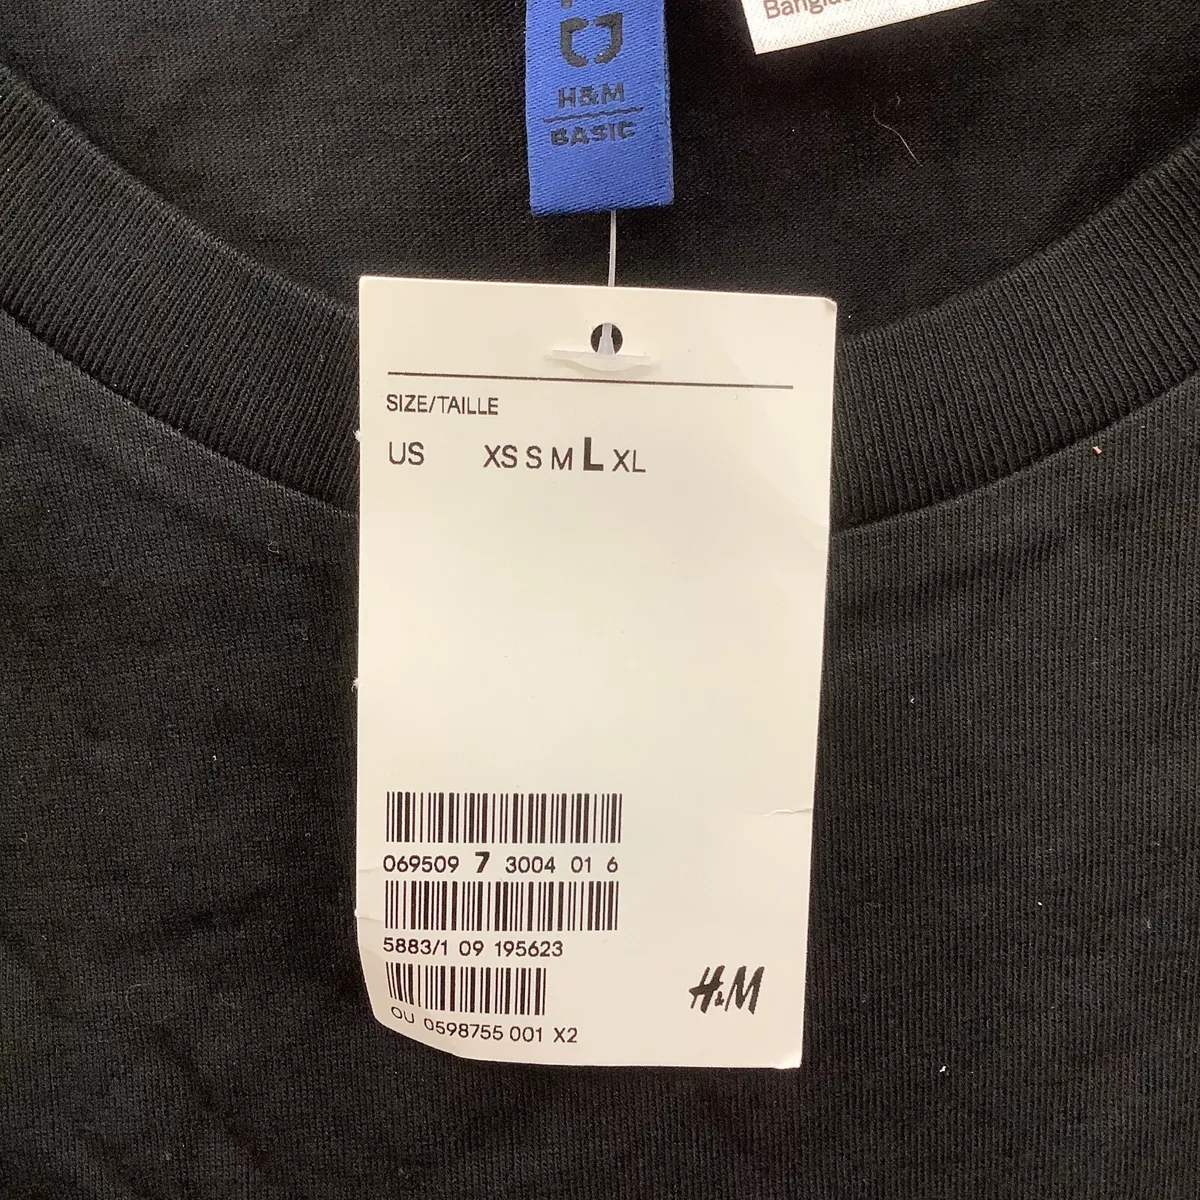 H&M
BASIC
SIZE/TAILLE
US XS S M L XL
069509 7 3004 01 6
5883/1 09 195623
OU 0598755 001 X2
H&M